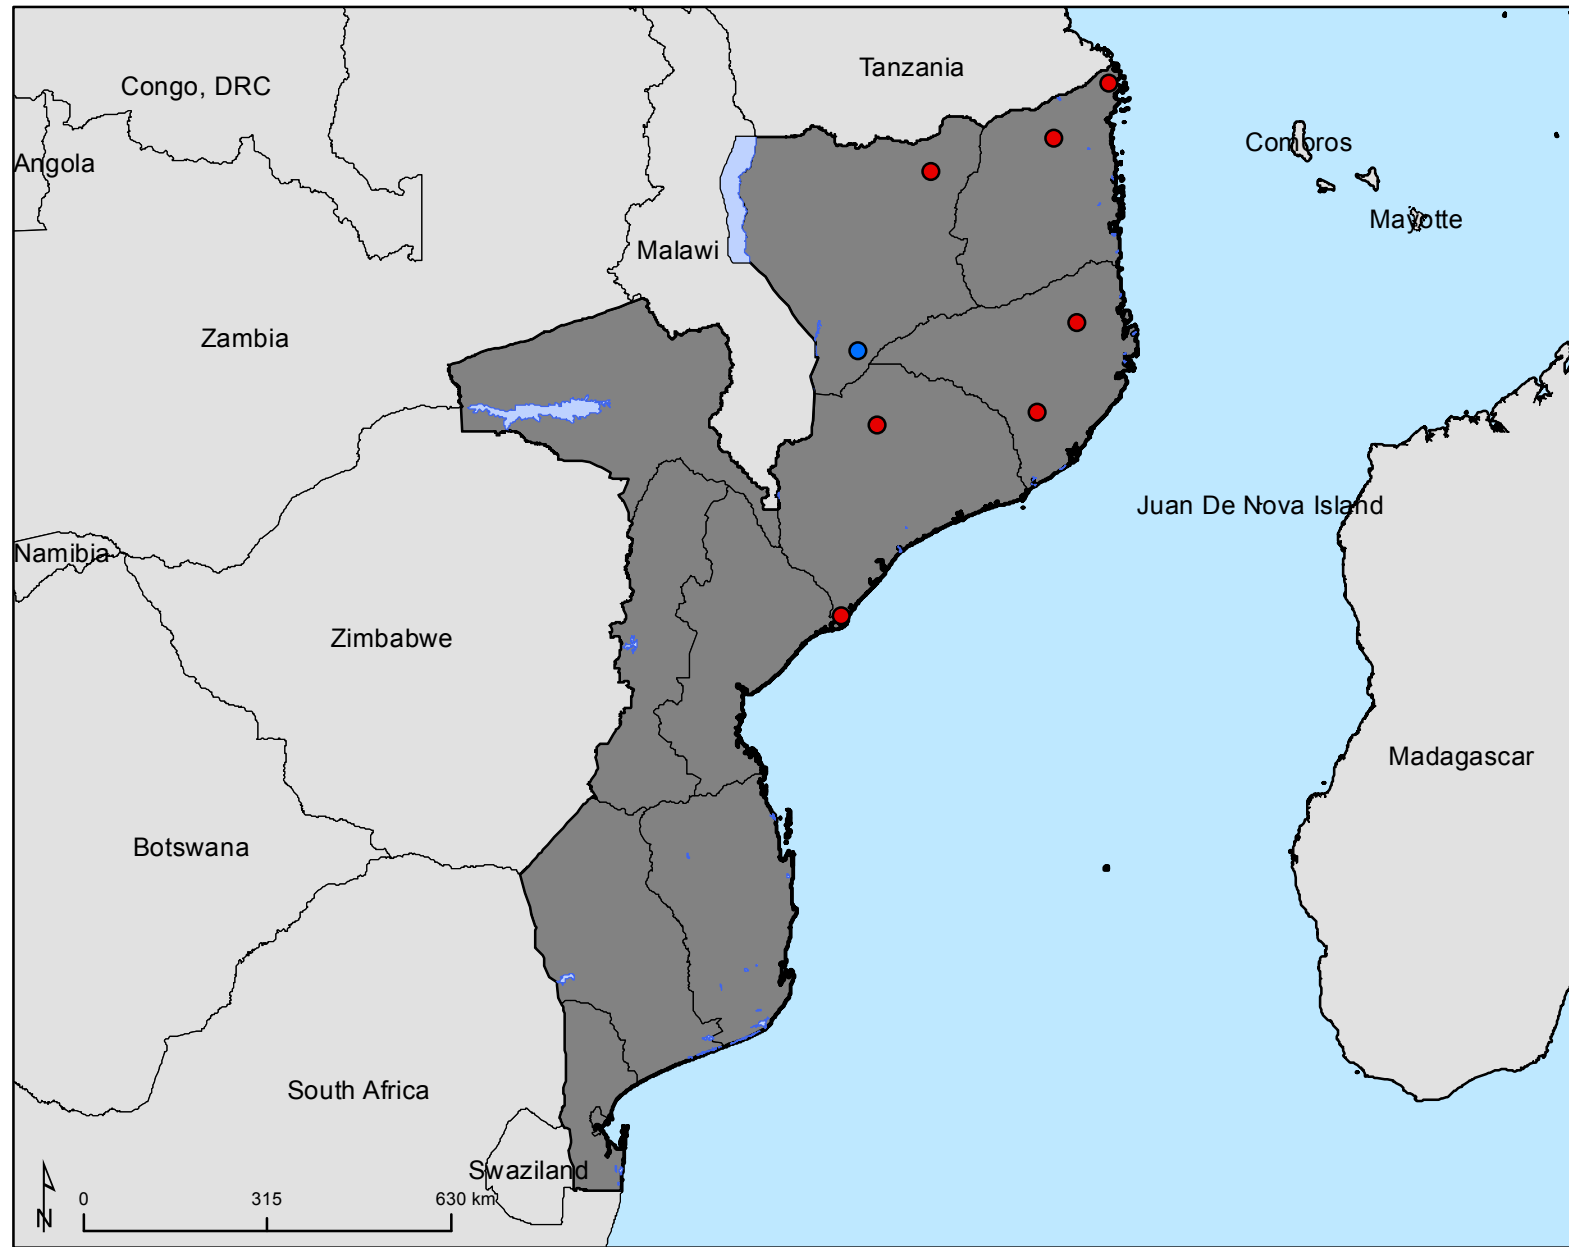 Tanzania
Congo, DRC
Comoros
Angola
Mayotte
Malawi
Zambia
Juan De Nova Island
Namibia
Zimbabwe
Madagascar
Botswana
South Africa
Swaziland
0 315 630 km
N